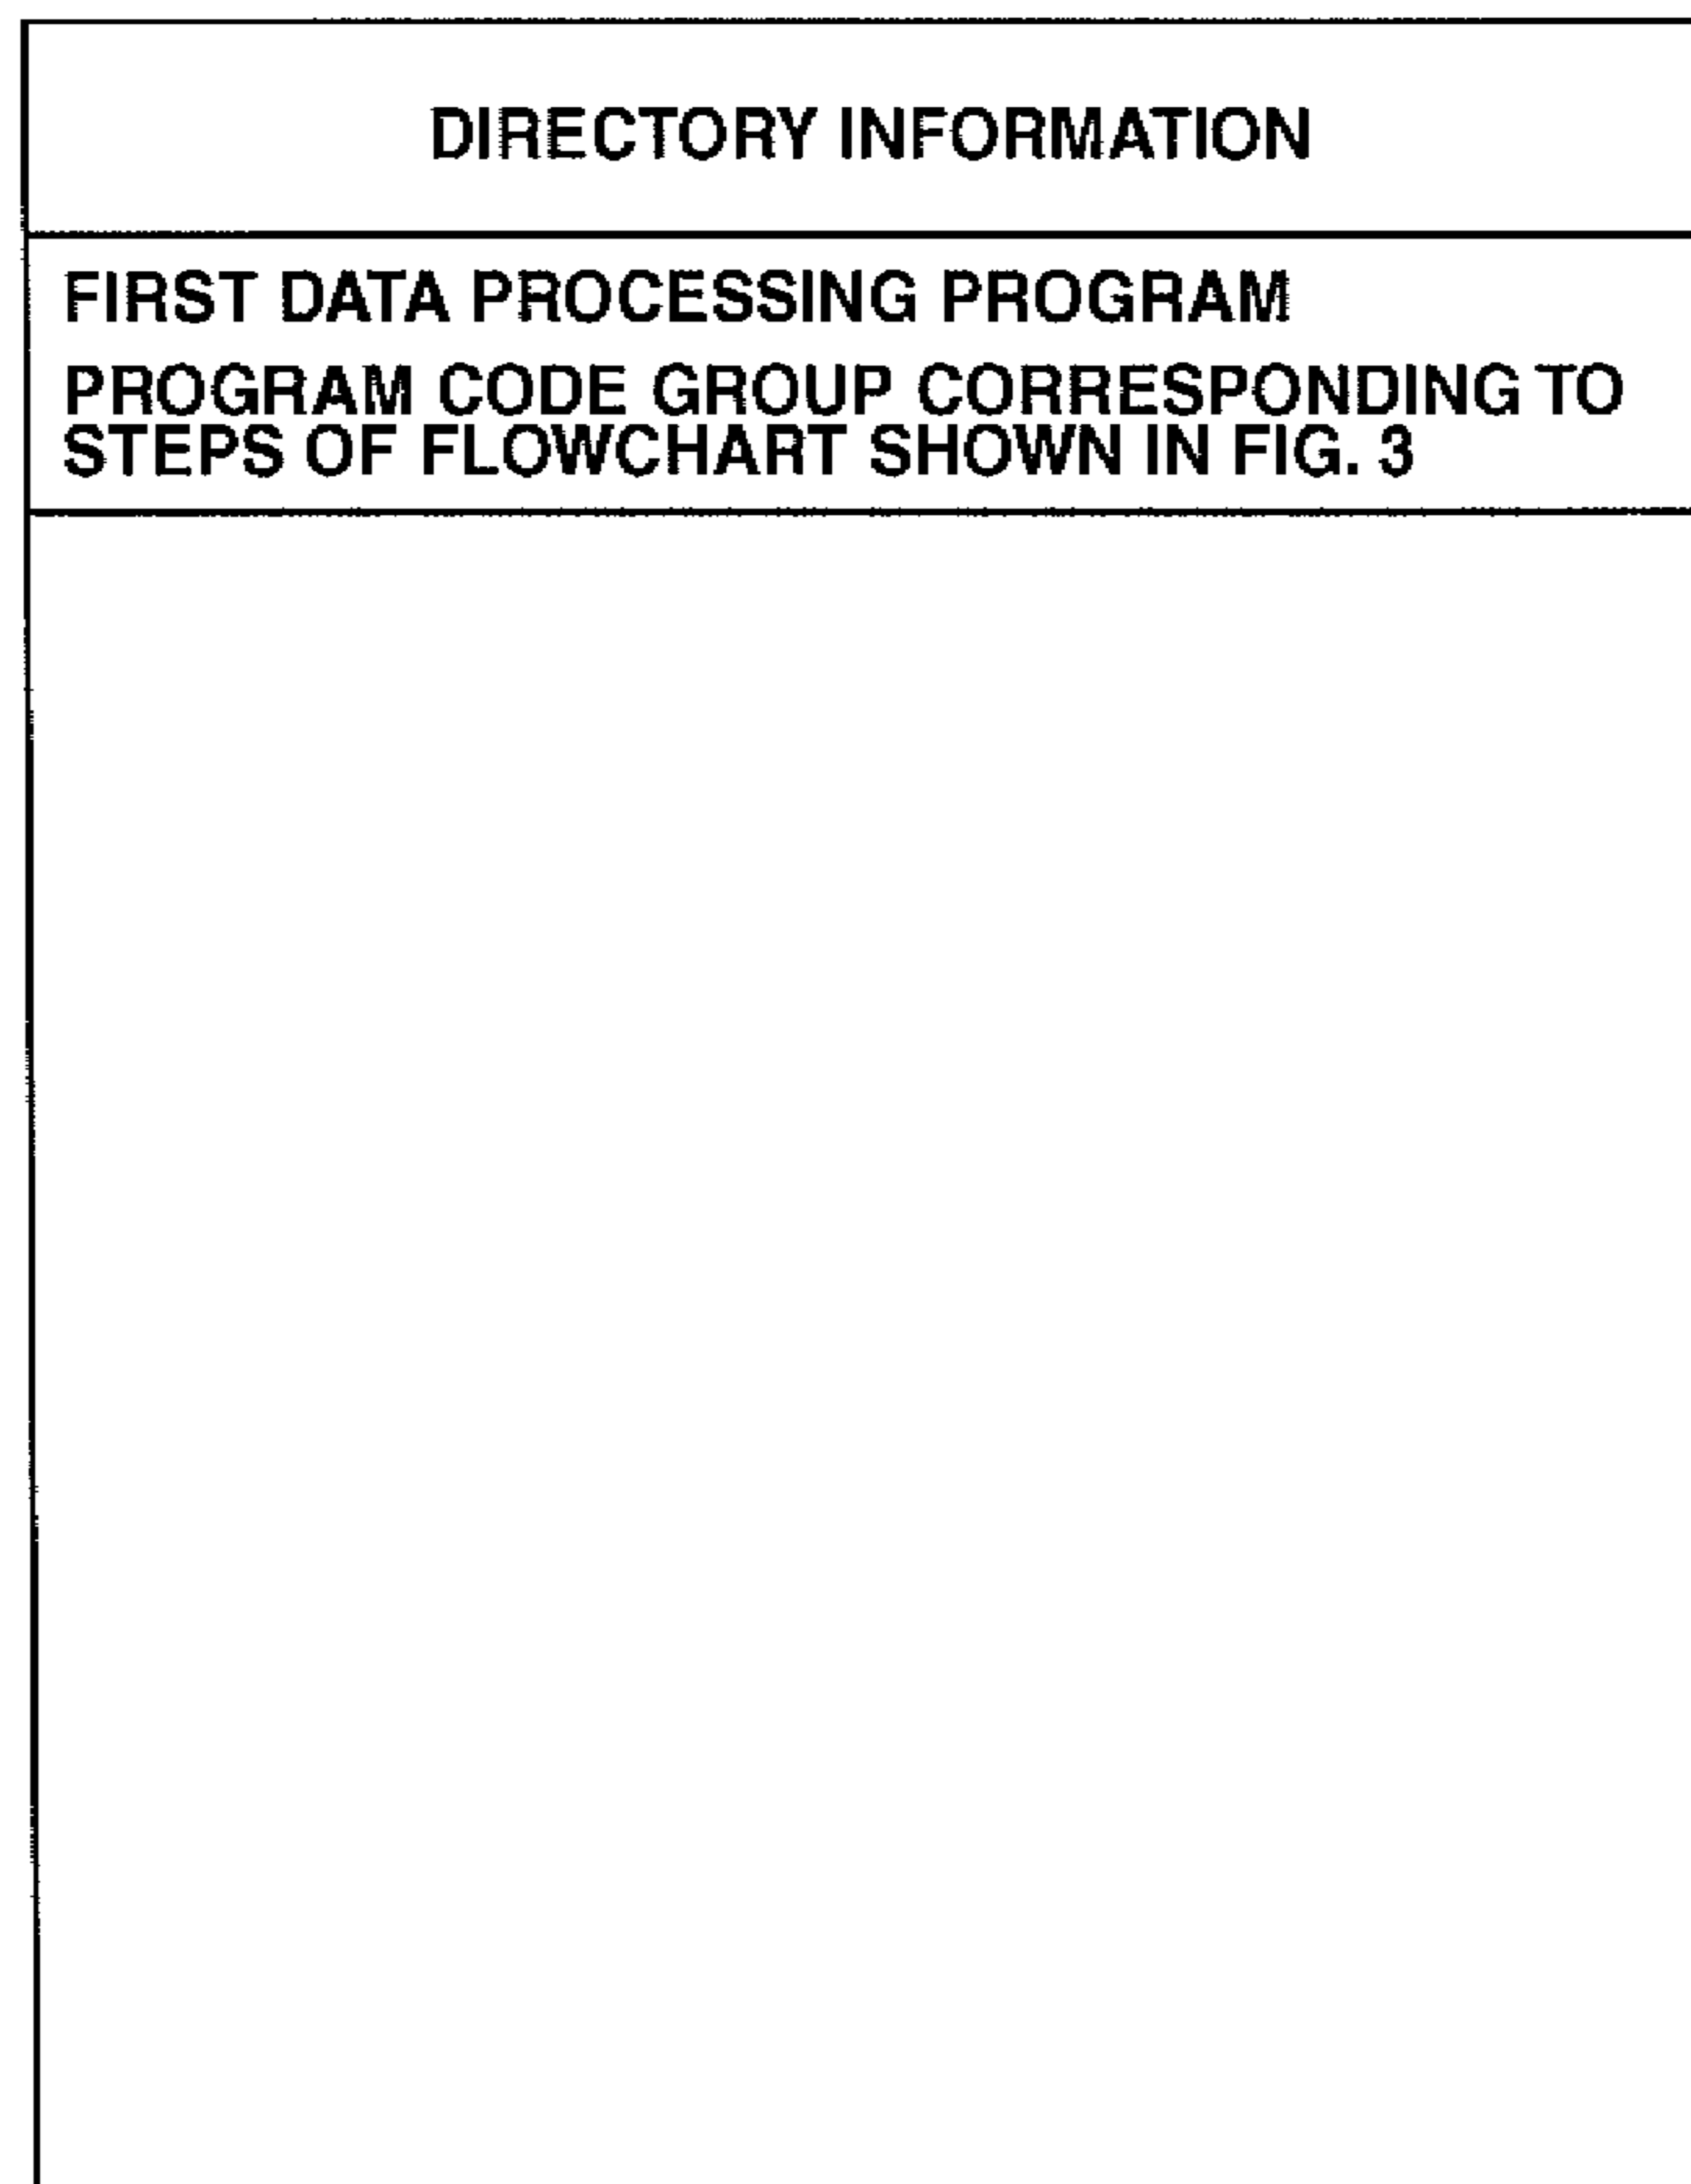 DIRECTORY INFORMATION
FIRST DATA PROCESSING PROGRAM
PROGRAM CODE GROUP CORRESPONDING TO
STEPS OF FLOWCHART SHOWN IN FIG. 3